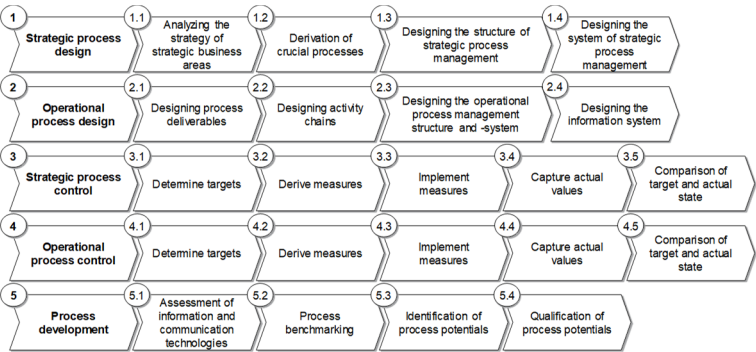 1
Strategic process
design
1.1
Analyzing the
strategy of
strategic business
areas
1.2
Derivation of
crucial processes
1.3
Designing the structure of
strategic process
management
1.4
Designing the
system of strategic
process
management
2
Operational
process design
2.1
Designing process
deliverables
2.2
Designing activity
chains
2.3
Designing the operational
process management
structure and -system
2.4
Designing the
information system
3
Strategic process
control
3.1
Determine targets
3.2
Derive measures
3.3
Implement
measures
3.4
Capture actual
values
3.5
Comparison of
target and actual
state
4
Operational
process control
4.1
Determine targets
4.2
Derive measures
4.3
Implement
measures
4.4
Capture actual
values
4.5
Comparison of
target and actual
state
5
Process
development
5.1
Assessment of
information and
communication
technologies
5.2
Process
benchmarking
5.3
Identification of
process potentials
5.4
Qualification of
process potentials